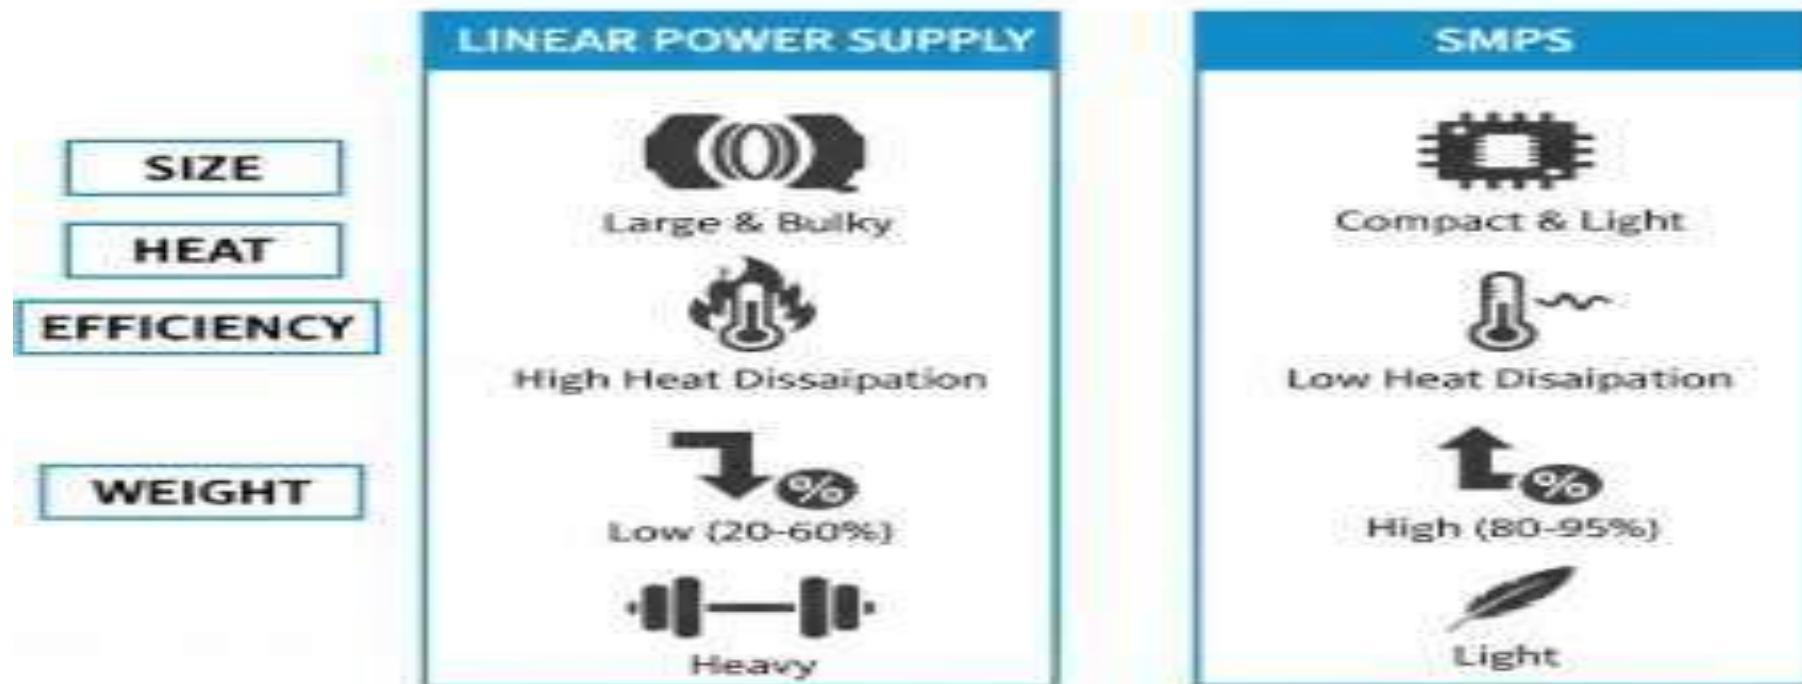 LINEAR POWER SUPPLY
SMPS
SIZE
Large & Bulky
Compact & Light
HEAT
High Heat Dissaipation
Low Heat Disaipation
EFFICIENCY
Low (20-60%)
High (80-95%)
WEIGHT
Heavy
Light